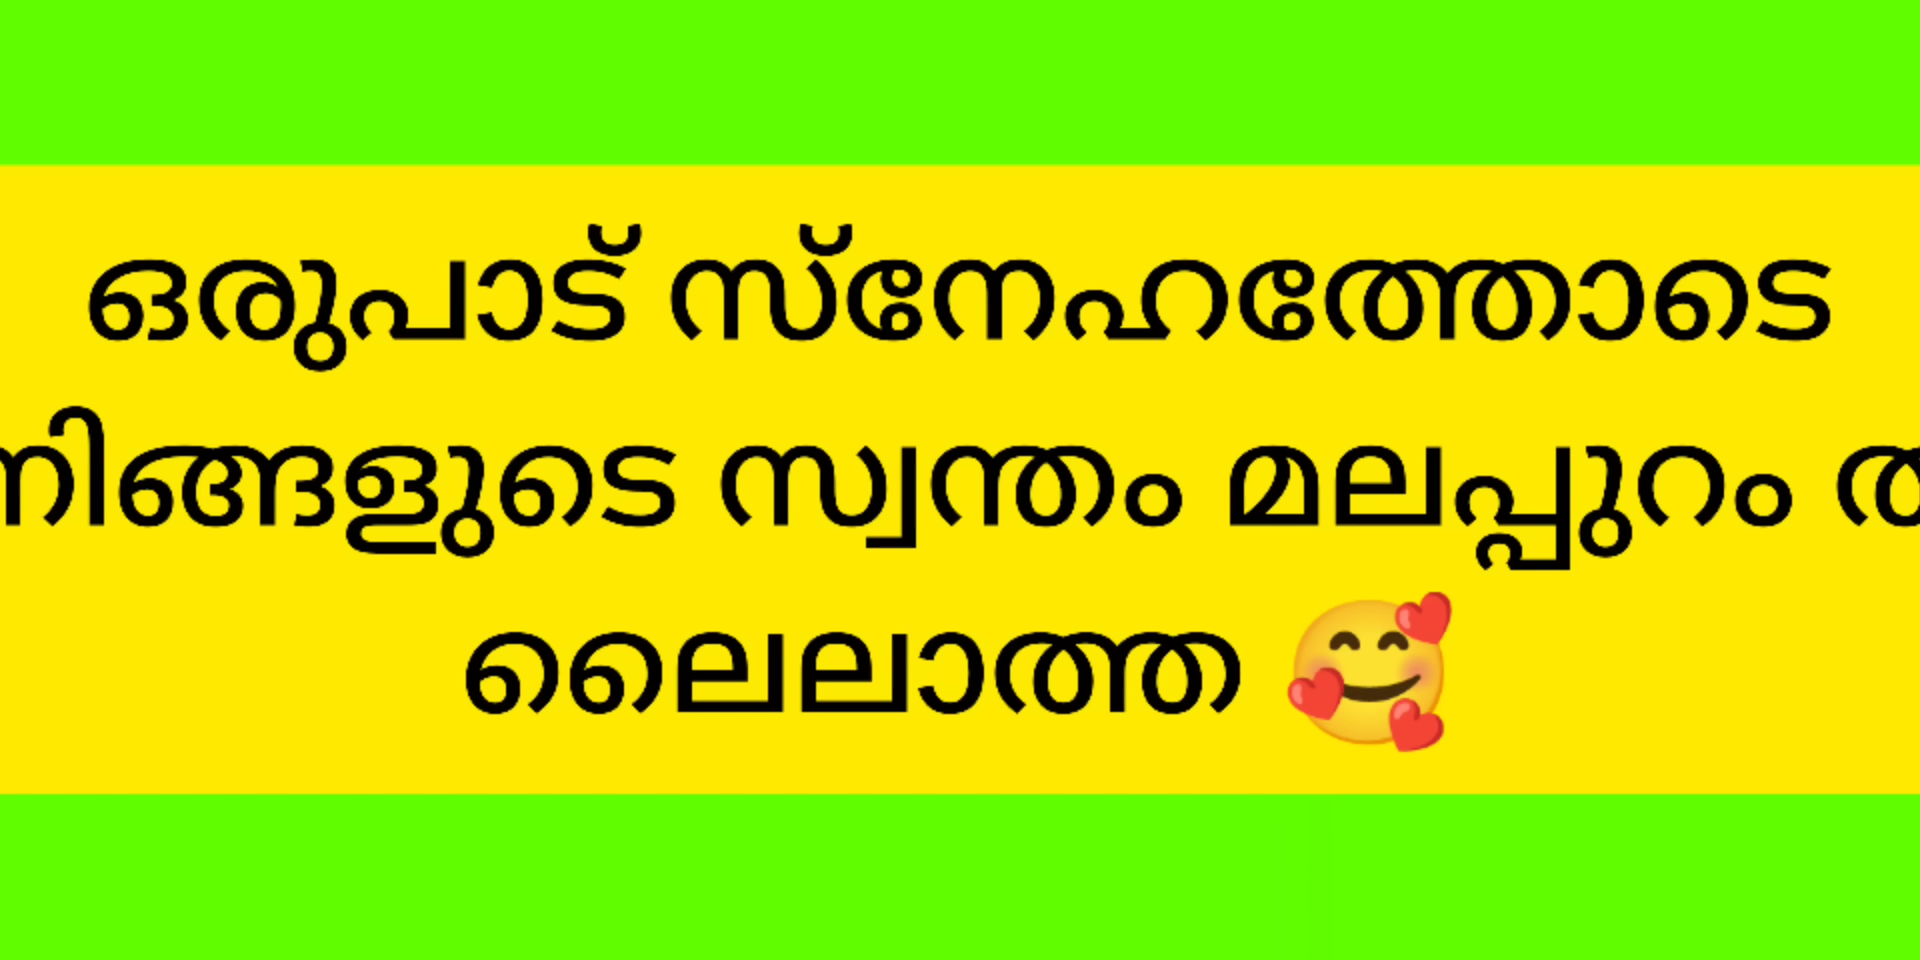 ഒരുപാട് സ്നേഹത്തോടെ
നിങ്ങളുടെ സ്വന്തം മലപ്പുറം
ലൈലാത്ത 🥰